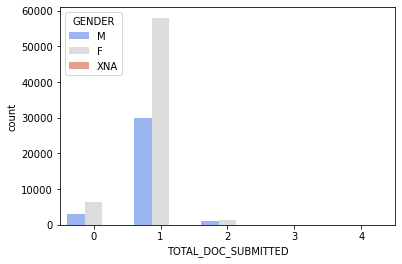 GENDER
M
F
XNA
60000
50000
40000
30000
20000
10000
0
count
0 1 2 3 4
TOTAL_DOC_SUBMITTED